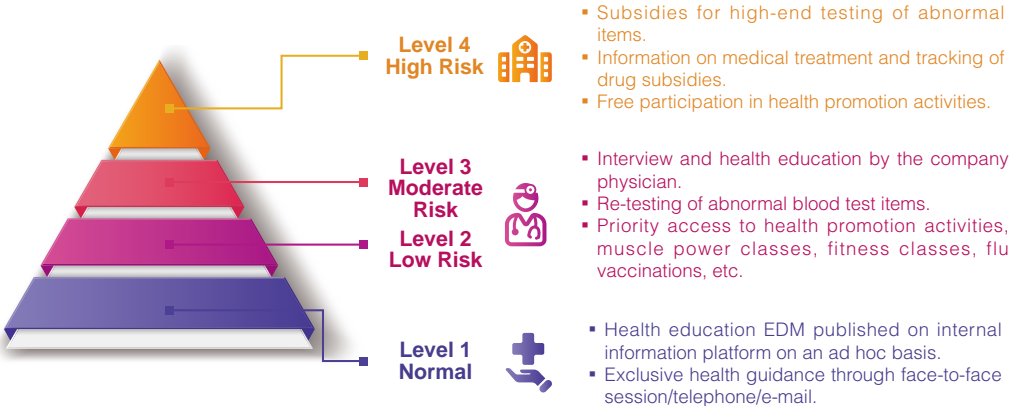 Level 4
High Risk
▪ Subsidies for high-end testing of abnormal
items.
▪ Information on medical treatment and tracking of
drug subsidies.
▪ Free participation in health promotion activities.
Level 3
Moderate
Risk
Level 2
Low Risk
▪ Interview and health education by the company
physician.
▪ Re-testing of abnormal blood test items.
▪ Priority access to health promotion activities,
muscle power classes, fitness classes, flu
vaccinations, etc.
Level 1
Normal
▪ Health education EDM published on internal
information platform on an ad hoc basis.
▪ Exclusive health guidance through face-to-face
session/telephone/e-mail.